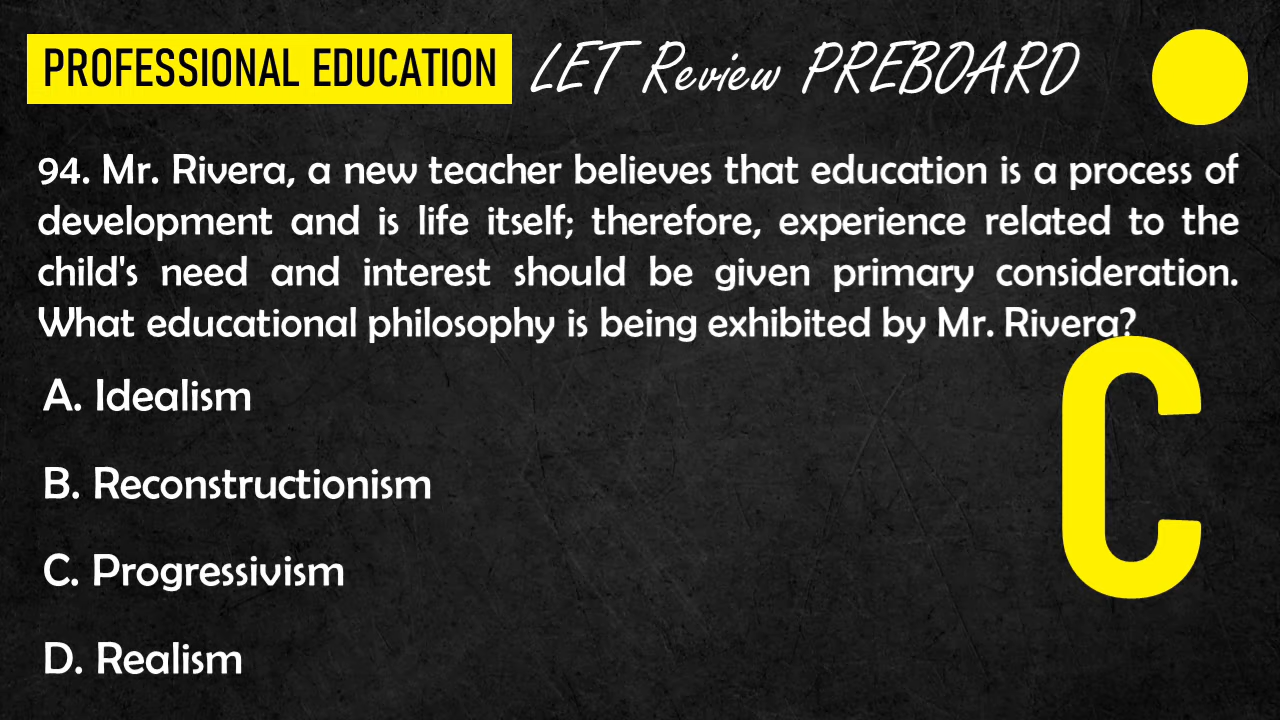 PROFESSIONAL EDUCATION LET Review PREBOARD
94. Mr. Rivera, a new teacher believes that education is a process of
development and is life itself; therefore, experience related to the
child's need and interest should be given primary consideration.
What educational philosophy is being exhibited by Mr. Rivera?
A. Idealism
B. Reconstructionism
C. Progressivism
D. Realism
C